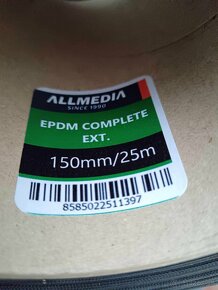 ALLMEDIA
SINCE 1990
EPDM COMPLETE
EXT.
150mm/25m
8585022511397